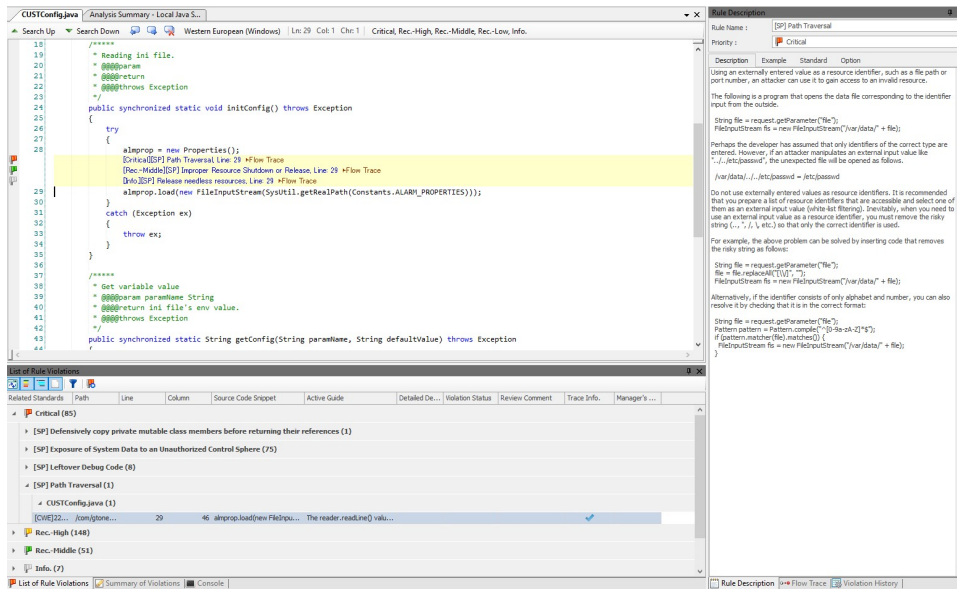 CUSTConfig.java
Analysis Summary - Local Java S...
Search Up Search Down Western European (Windows) Ln: 29 Col: 1 Chr: 1 Critical, Rec.-High, Rec.-Middle, Rec.-Low, Info.
18 /*****
19 * Reading ini file.
20 * @@@@param
21 * @@@@return
22 * @@@@throws Exception
23 */
24 public synchronized static void initConfig() throws Exception
25 {
26 try
27 {
28 almprop = new Properties();
[Critical][SP] Path Traversal, Line: 29 ▸Flow Trace
[Rec.-Middle][SP] Improper Resource Shutdown or Release, Line: 29 ▸Flow Trace
[Info.][SP] Release needless resources, Line: 29 ▸Flow Trace
29 almprop.load(new FileInputStream(SysUtil.getRealPath(Constants.ALARM_PROPERTIES)));
30 }
31 catch (Exception ex)
32 {
33 throw ex;
34 }
35 }
36
37 /*****
38 * Get variable value
39 * @@@@param paramName String
40 * @@@@return ini file's env value.
41 * @@@@throws Exception
42 */
43 public synchronized static String getConfig(String paramName, String defaultValue) throws Exception
44 {
List of Rule Violations
Related Standards Path Line Column Source Code Snippet Active Guide Detailed De... Violation Status Review Comment Trace Info. Manager's ...
Critical (85)
[SP] Defensively copy private mutable class members before returning their references (1)
[SP] Exposure of System Data to an Unauthorized Control Sphere (75)
[SP] Leftover Debug Code (8)
[SP] Path Traversal (1)
CUSTConfig.java (1)
[CWE]22... /com/gtone... 29 46 almprop.load(new FileInpu... The reader.readLine() valu...
Rec.-High (148)
Rec.-Middle (51)
Info. (7)
List of Rule Violations Summary of Violations Console
Rule Description
Rule Name : [SP] Path Traversal
Priority : Critical
Description Example Standard Option
Using an externally entered value as a resource identifier, such as a file path or
port number, an attacker can use it to gain access to an invalid resource.
The following is a program that opens the data file corresponding to the identifier
input from the outside.
String file = request.getParameter("file");
FileInputStream fis = new FileInputStream("/var/data/" + file);
Perhaps the developer has assumed that only identifiers of the correct type are
entered. However, if an attacker manipulates an external input value like
"../../etc/passwd", the unexpected file will be opened as follows.
/var/data/../../etc/passwd = /etc/passwd
Do not use externally entered values as resource identifiers. It is recommended
that you prepare a list of resource identifiers that are accessible and select one of
them as an external input value (white-list filtering). Inevitably, when you need to
use an external input value as a resource identifier, you must remove the risky
string (.., ", /, \, etc.) so that only the correct identifier is used.
For example, the above problem can be solved by inserting code that removes
the risky string as follows:
String file = request.getParameter("file");
file = file.replaceAll("[\\/]", "");
FileInputStream fis = new FileInputStream("/var/data/" + file);
Alternatively, if the identifier consists of only alphabet and number, you can also
resolve it by checking that it is in the correct format:
String file = request.getParameter("file");
Pattern pattern = Pattern.compile("^[0-9a-zA-Z]*$");
if (pattern.matcher(file).matches()) {
FileInputStream fis = new FileInputStream("/var/data/" + file);
}
Rule Description Flow Trace Violation History